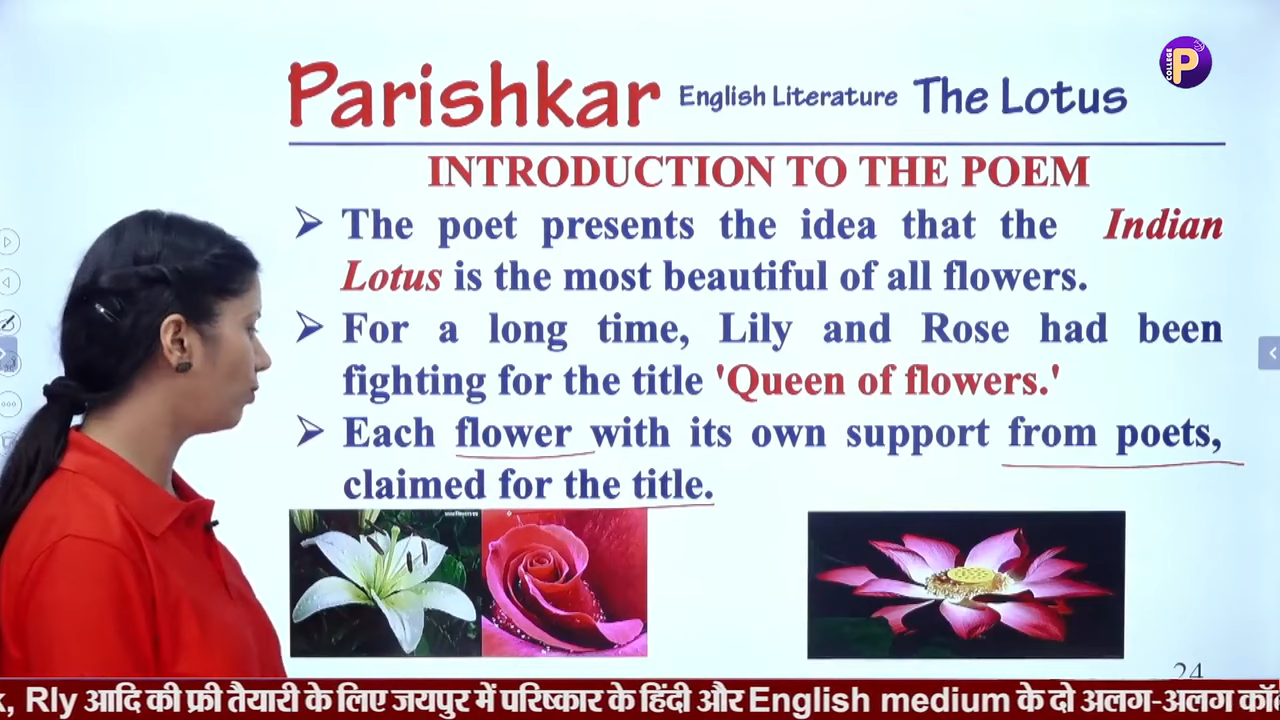 Parishkar English Literature The Lotus
COLLEGE P
INTRODUCTION TO THE POEM
➢ The poet presents the idea that the Indian
Lotus is the most beautiful of all flowers.
➢ For a long time, Lily and Rose had been
fighting for the title 'Queen of flowers.'
➢ Each flower with its own support from poets,
claimed for the title.
24
Rly आदि की फ्री तैयारी के लिए जयपुर में परिष्कार के हिंदी और English medium के दो अलग-अलग